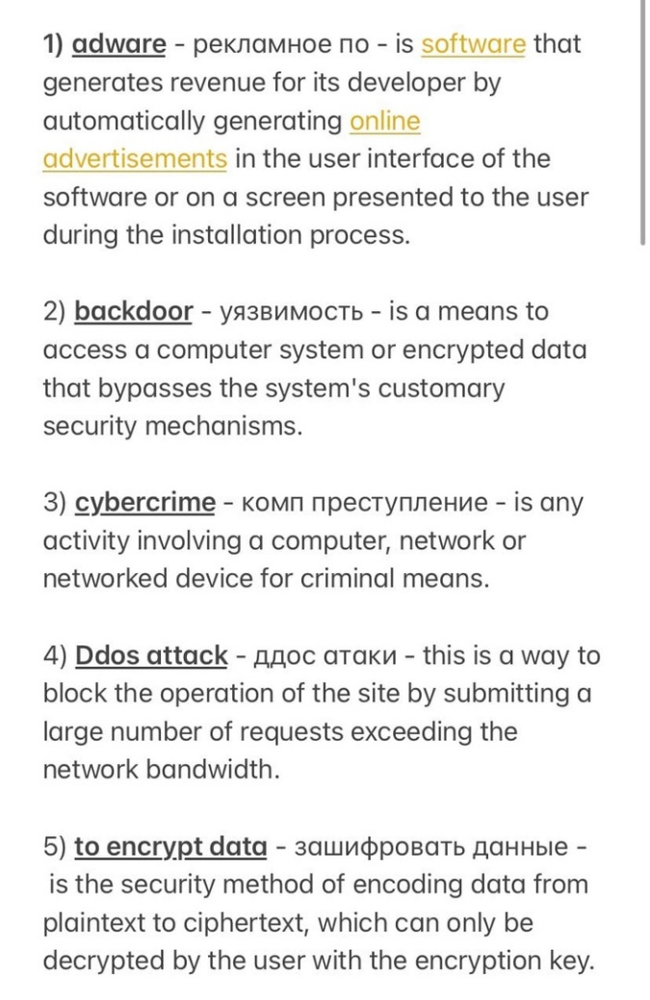 1) adware - рекламное по - is software that
generates revenue for its developer by
automatically generating online
advertisements in the user interface of the
software or on a screen presented to the user
during the installation process.
2) backdoor - уязвимость - is a means to
access a computer system or encrypted data
that bypasses the system's customary
security mechanisms.
3) cybercrime - комп преступление - is any
activity involving a computer, network or
networked device for criminal means.
4) Ddos attack - ддос атаки - this is a way to
block the operation of the site by submitting a
large number of requests exceeding the
network bandwidth.
5) to encrypt data - зашифровать данные -
is the security method of encoding data from
plaintext to ciphertext, which can only be
decrypted by the user with the encryption key.